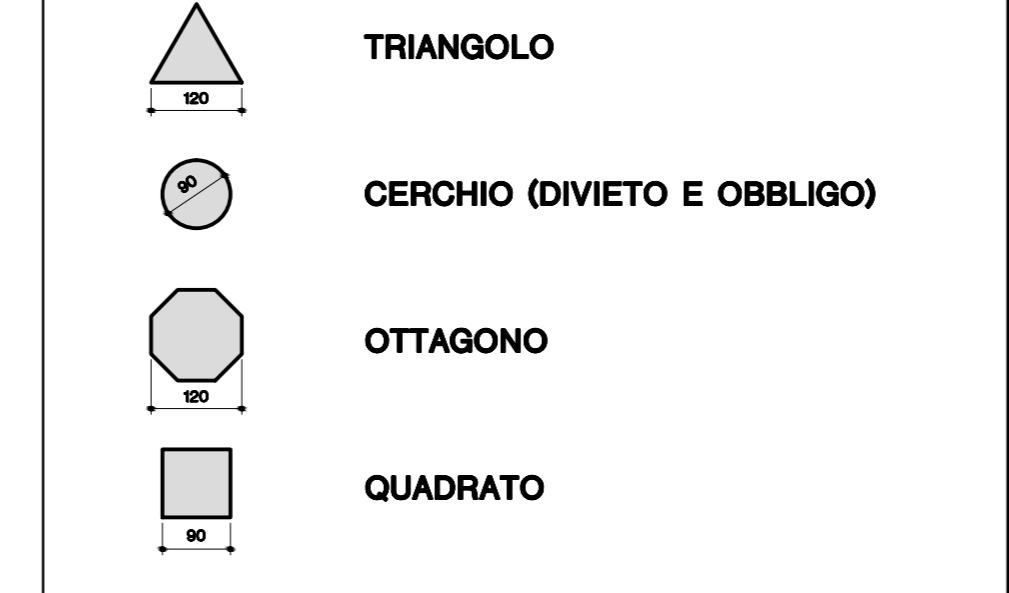 TRIANGOLO
120
90
CERCHIO (DIVIETO E OBBLIGO)
OTTAGONO
120
QUADRATO
90